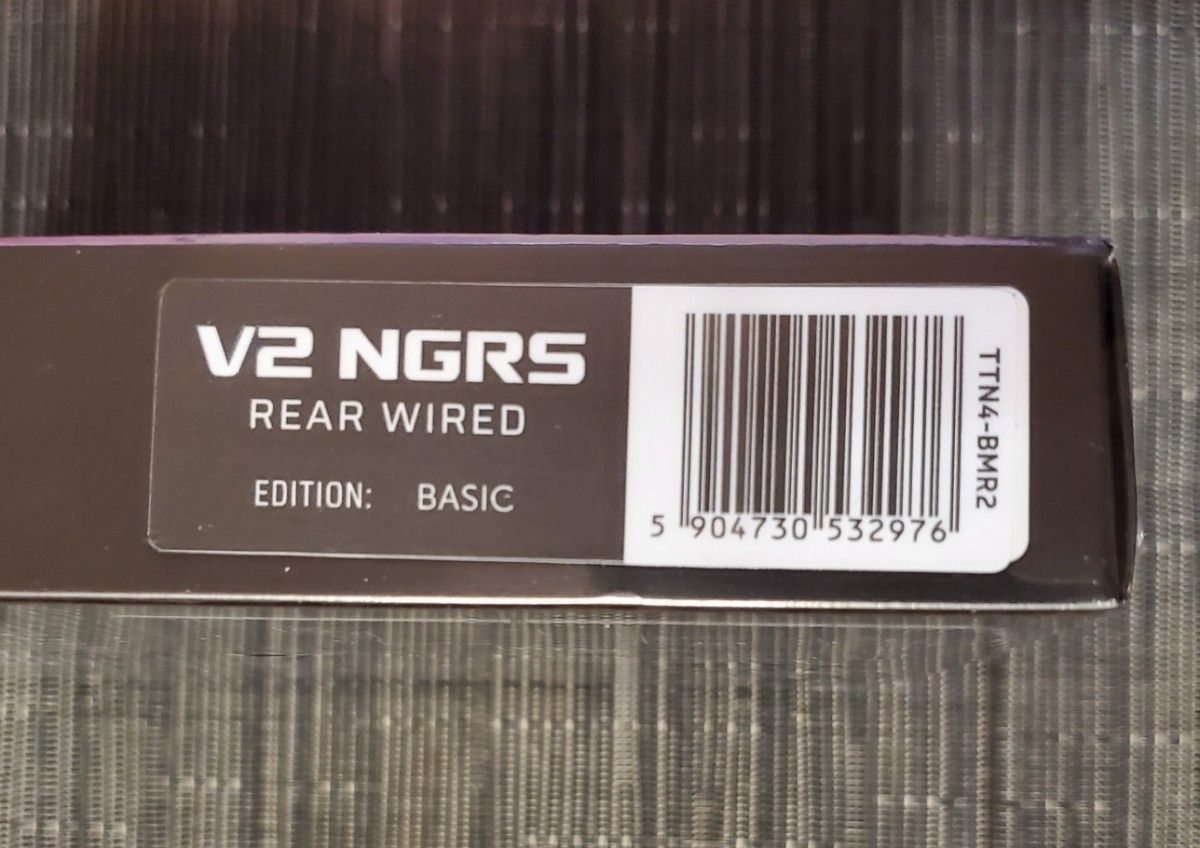 V2 NGRS
REAR WIRED
EDITION: BASIC
5 904730 532976
TTN4-BMR2